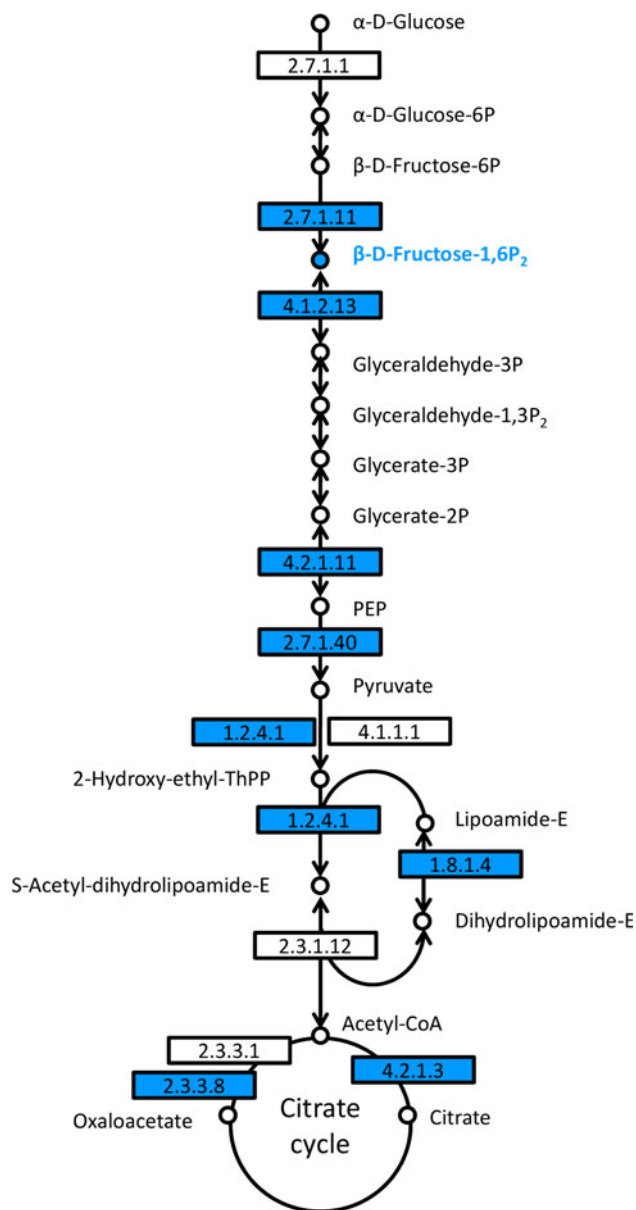 α-D-Glucose
2.7.1.1
α-D-Glucose-6P
β-D-Fructose-6P
2.7.1.11
β-D-Fructose-1,6P₂
4.1.2.13
Glyceraldehyde-3P
Glyceraldehyde-1,3P₂
Glycerate-3P
Glycerate-2P
4.2.1.11
PEP
2.7.1.40
Pyruvate
1.2.4.1 4.1.1.1
2-Hydroxy-ethyl-ThPP
1.2.4.1
Lipoamide-E
1.8.1.4
S-Acetyl-dihydrolipoamide-E
Dihydrolipoamide-E
2.3.1.12
Acetyl-CoA
2.3.3.1
4.2.1.3
2.3.3.8
Oxaloacetate
Citrate
cycle
Citrate